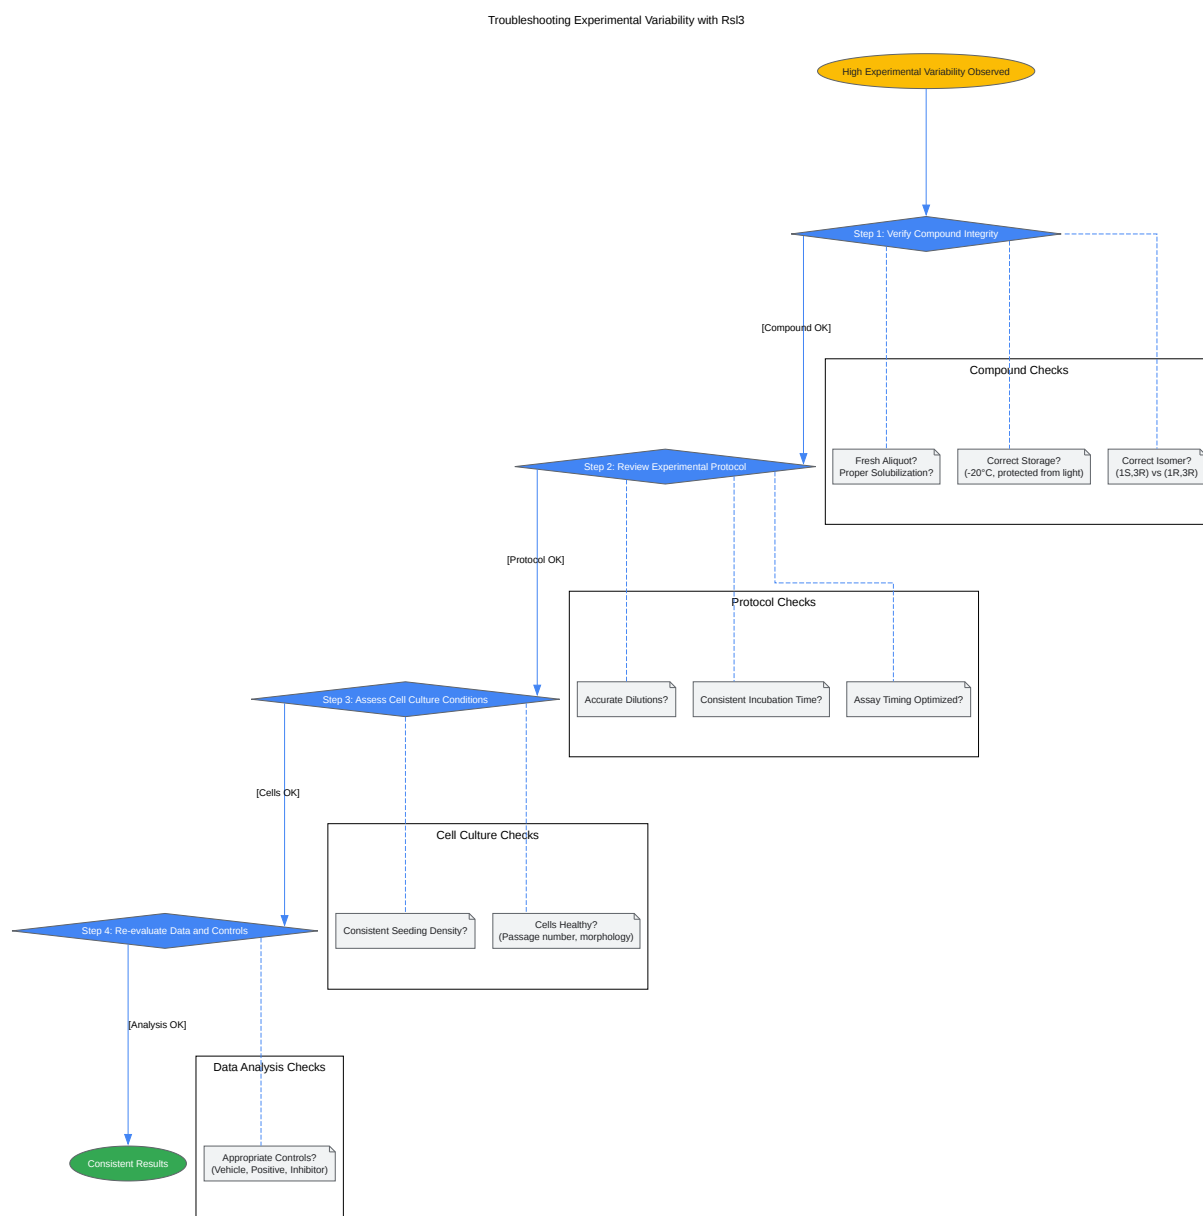 Troubleshooting Experimental Variability with Rsl3
High Experimental Variability Observed
Step 1: Verify Compound Integrity
[Compound OK]
Compound Checks
Fresh Aliquot?
Proper Solubilization?
Correct Storage?
(-20°C, protected from light)
Correct Isomer?
(1S,3R) vs (1R,3R)
Step 2: Review Experimental Protocol
[Protocol OK]
Protocol Checks
Accurate Dilutions?
Consistent Incubation Time?
Assay Timing Optimized?
Step 3: Assess Cell Culture Conditions
[Cells OK]
Cell Culture Checks
Consistent Seeding Density?
Cells Healthy?
(Passage number, morphology)
Step 4: Re-evaluate Data and Controls
[Analysis OK]
Data Analysis Checks
Appropriate Controls?
(Vehicle, Positive, Inhibitor)
Consistent Results